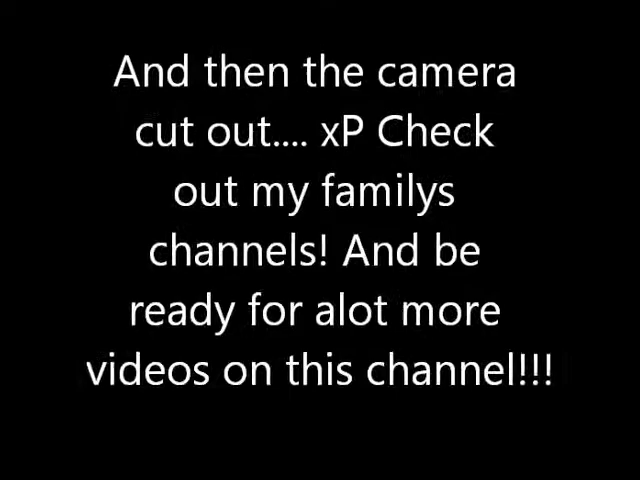 And then the camera
cut out.... xP Check
out my familys
channels! And be
ready for alot more
videos on this channel!!!